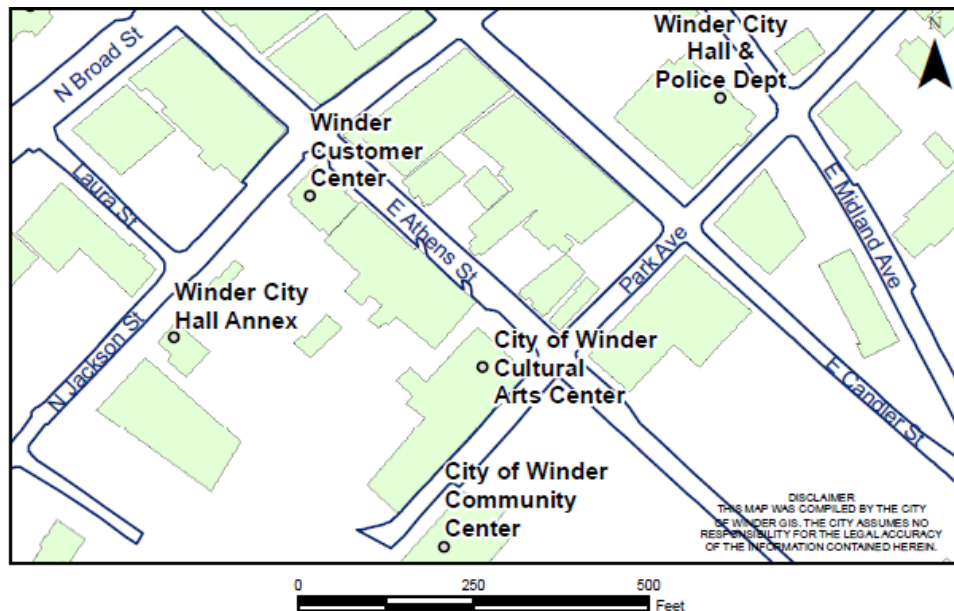 Winder City
Hall &
Police Dept
N
N Broad St
Winder
Customer
Center
Laura St
E Athens St
E Midland Ave
Park Ave
Winder City
Hall Annex
N Jackson St
City of Winder
Cultural
Arts Center
E Candler St
City of Winder
Community
Center
DISCLAIMER
THIS MAP WAS COMPILED BY THE CITY
OF WINDER GIS. THE CITY ASSUMES NO
RESPONSIBILITY FOR THE LEGAL ACCURACY
OF THE INFORMATION CONTAINED HEREIN.
0 250 500
Feet